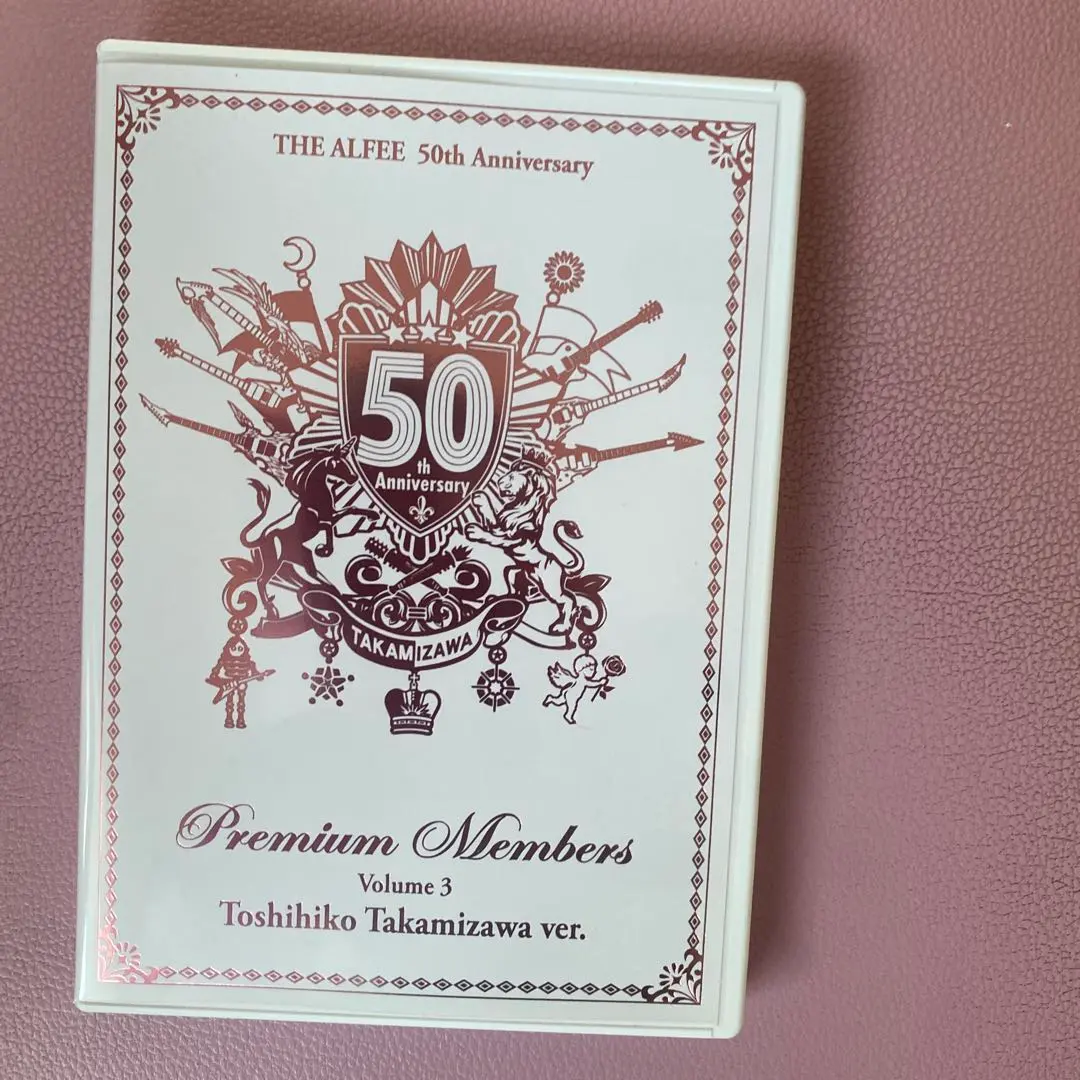 THE ALFEE 50th Anniversary
50
th
Anniversary
TAKAMIZAWA
Premium Members
Volume 3
Toshihiko Takamizawa ver.